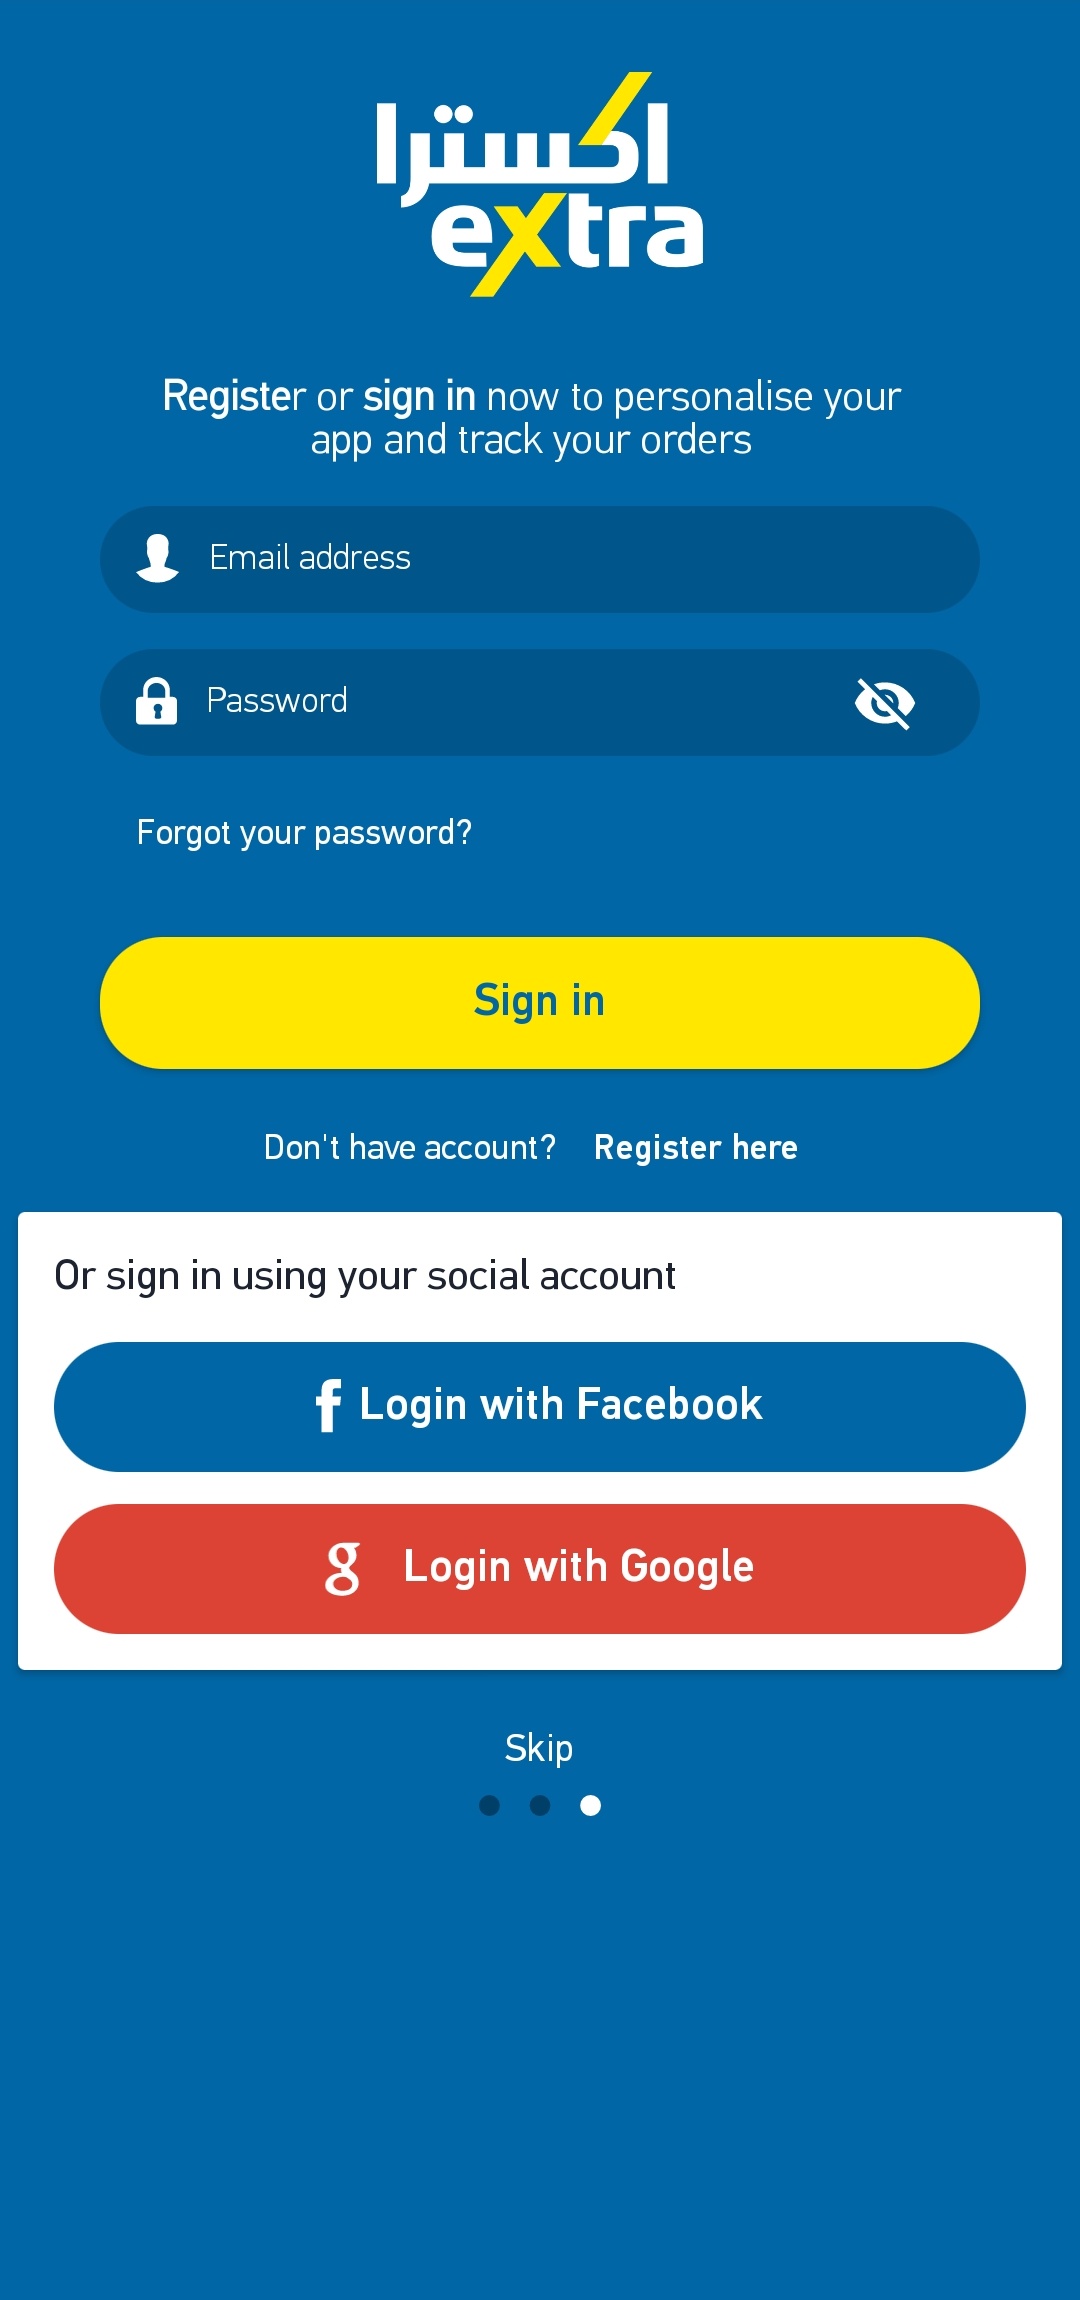 اكسترا
extra
Register or sign in now to personalise your
app and track your orders
Email address
Password
Forgot your password?
Sign in
Don't have account? Register here
Or sign in using your social account
f Login with Facebook
g Login with Google
Skip